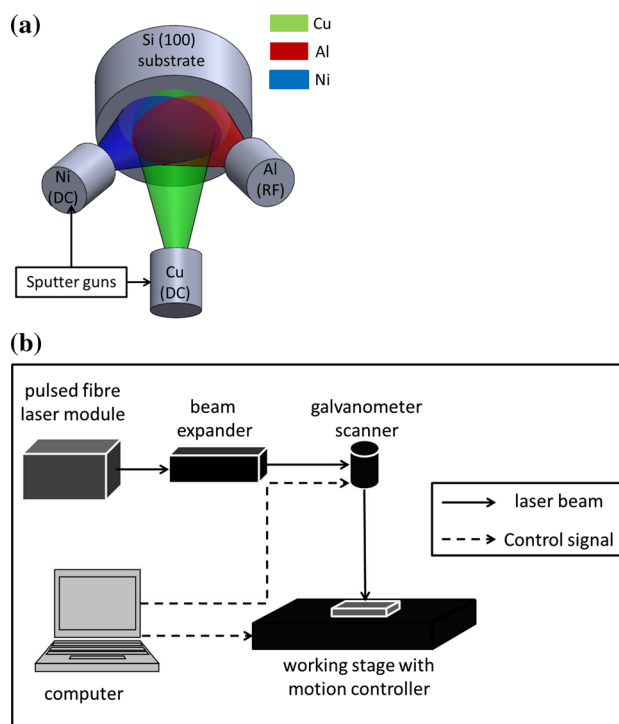 (a)
Si (100)
substrate
Cu
Al
Ni
Ni
(DC)
Al
(RF)
Sputter guns
Cu
(DC)
(b)
pulsed fibre
laser module
beam
expander
galvanometer
scanner
laser beam
Control signal
computer
working stage with
motion controller